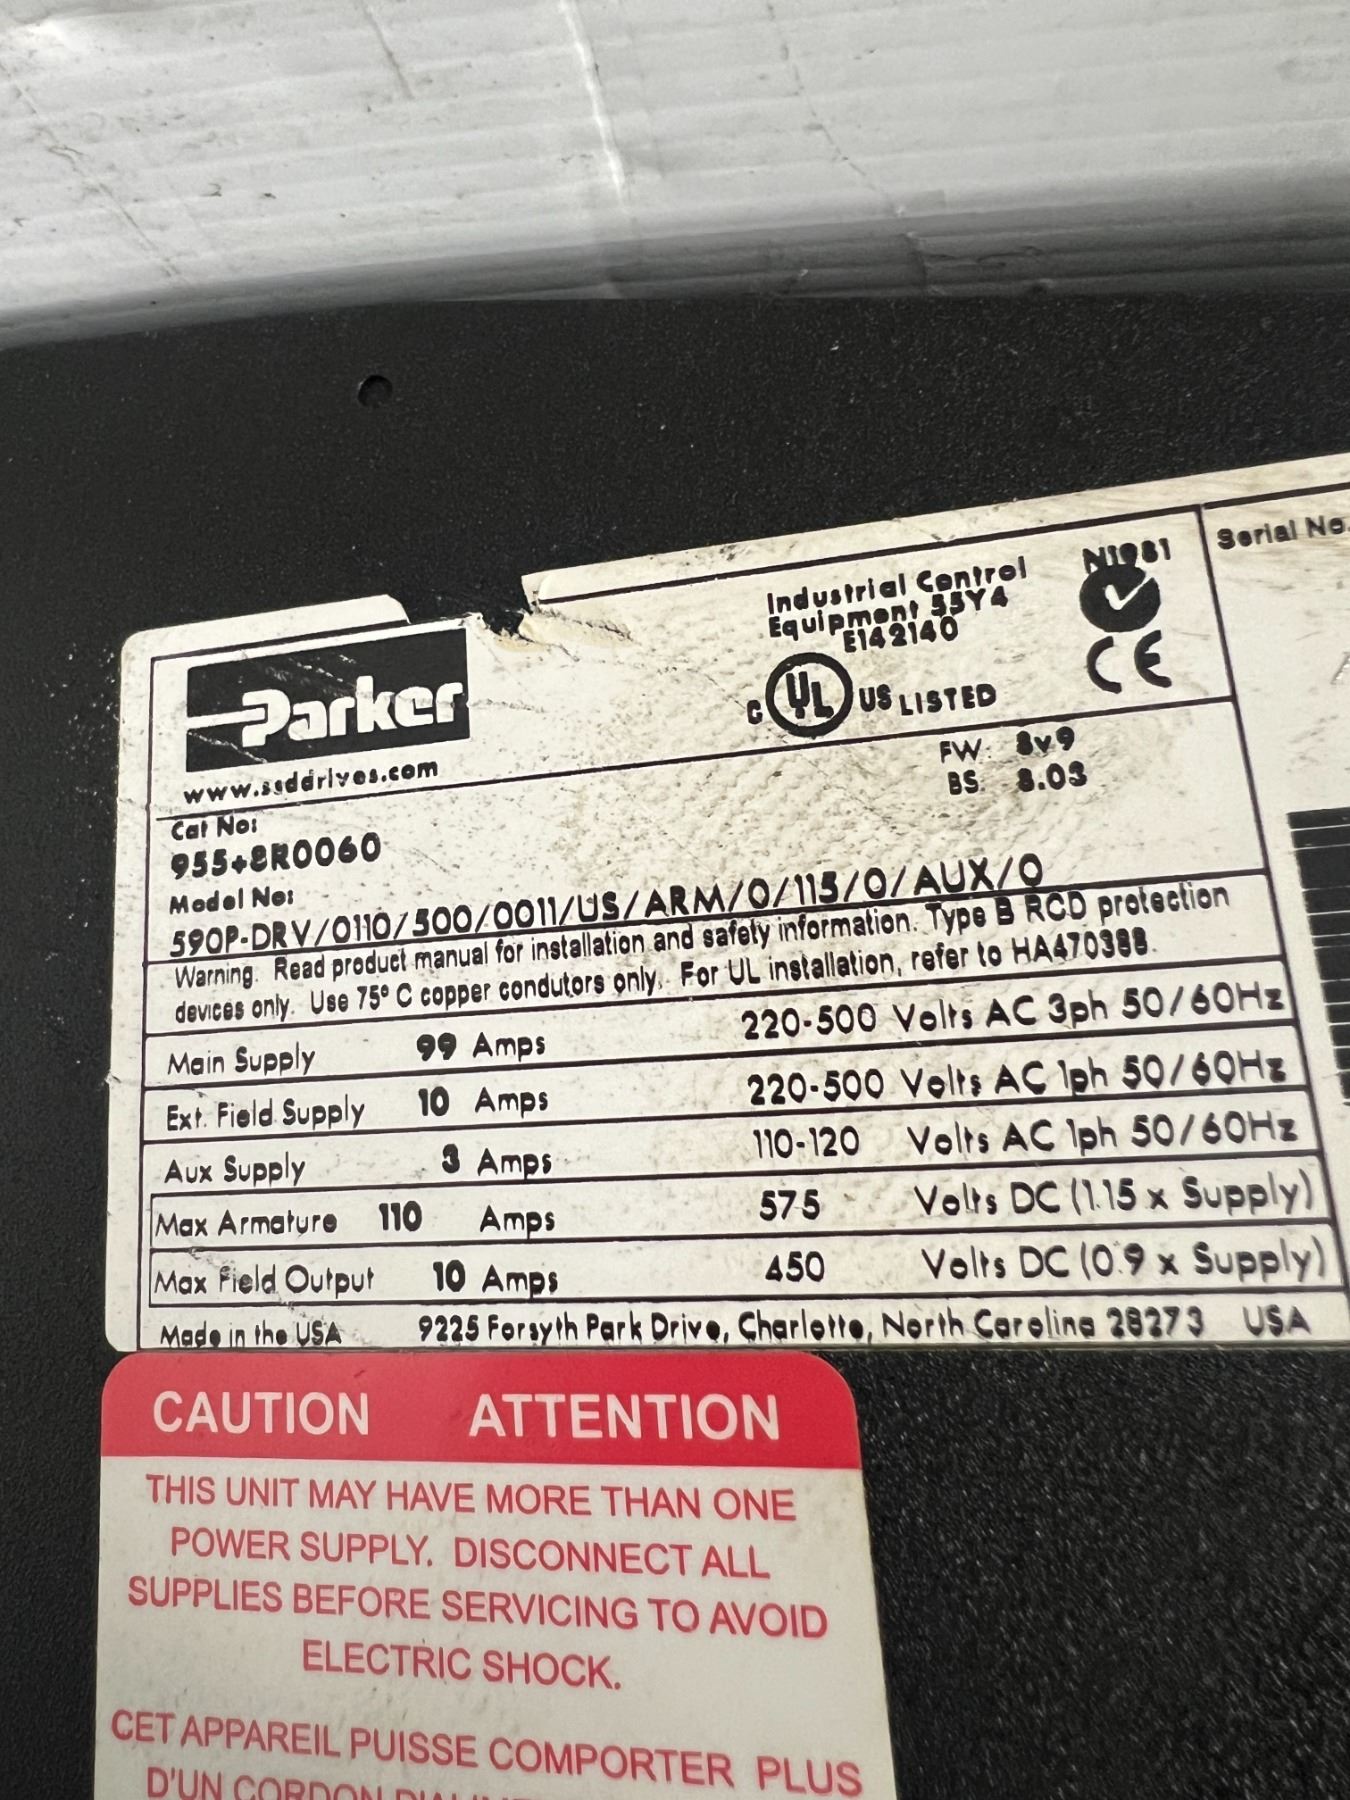 Industrial Control
Equipment 55Y4
E142140
N1981
Serial No.
Parker
C UL US LISTED
CE
www.ssddrives.com
FW: 8v9
BS: 8.03
Cat No:
955+8R0060
Model No:
590P-DRV/0110/500/0011/US/ARM/0/115/0/AUX/0
Warning. Read product manual for installation and safety information. Type B RCD protection
devices only. Use 75° C copper condutors only. For UL installation, refer to HA470388.
Main Supply 99 Amps 220-500 Volts AC 3ph 50/60Hz
Ext. Field Supply 10 Amps 220-500 Volts AC 1ph 50/60Hz
Aux Supply 3 Amps 110-120 Volts AC 1ph 50/60Hz
Max Armature 110 Amps 575 Volts DC (1.15 x Supply)
Max Field Output 10 Amps 450 Volts DC (0.9 x Supply)
Made in the USA 9225 Forsyth Park Drive, Charlotte, North Carolina 28273 USA
CAUTION ATTENTION
THIS UNIT MAY HAVE MORE THAN ONE
POWER SUPPLY. DISCONNECT ALL
SUPPLIES BEFORE SERVICING TO AVOID
ELECTRIC SHOCK.
CET APPAREIL PUISSE COMPORTER PLUS
D'UN CORDON